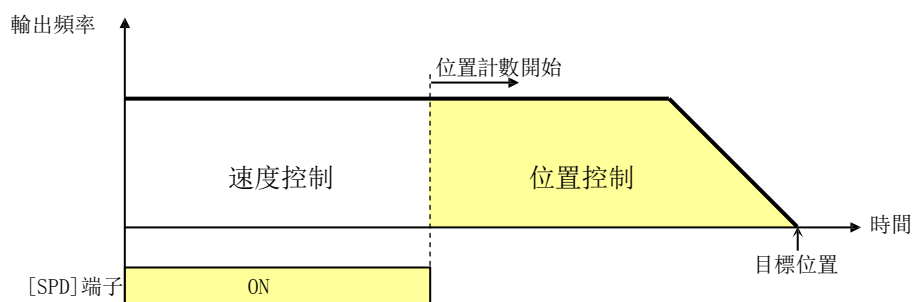 輸出頻率
位置計數開始
速度控制
位置控制
時間
目標位置
[SPD]端子
ON